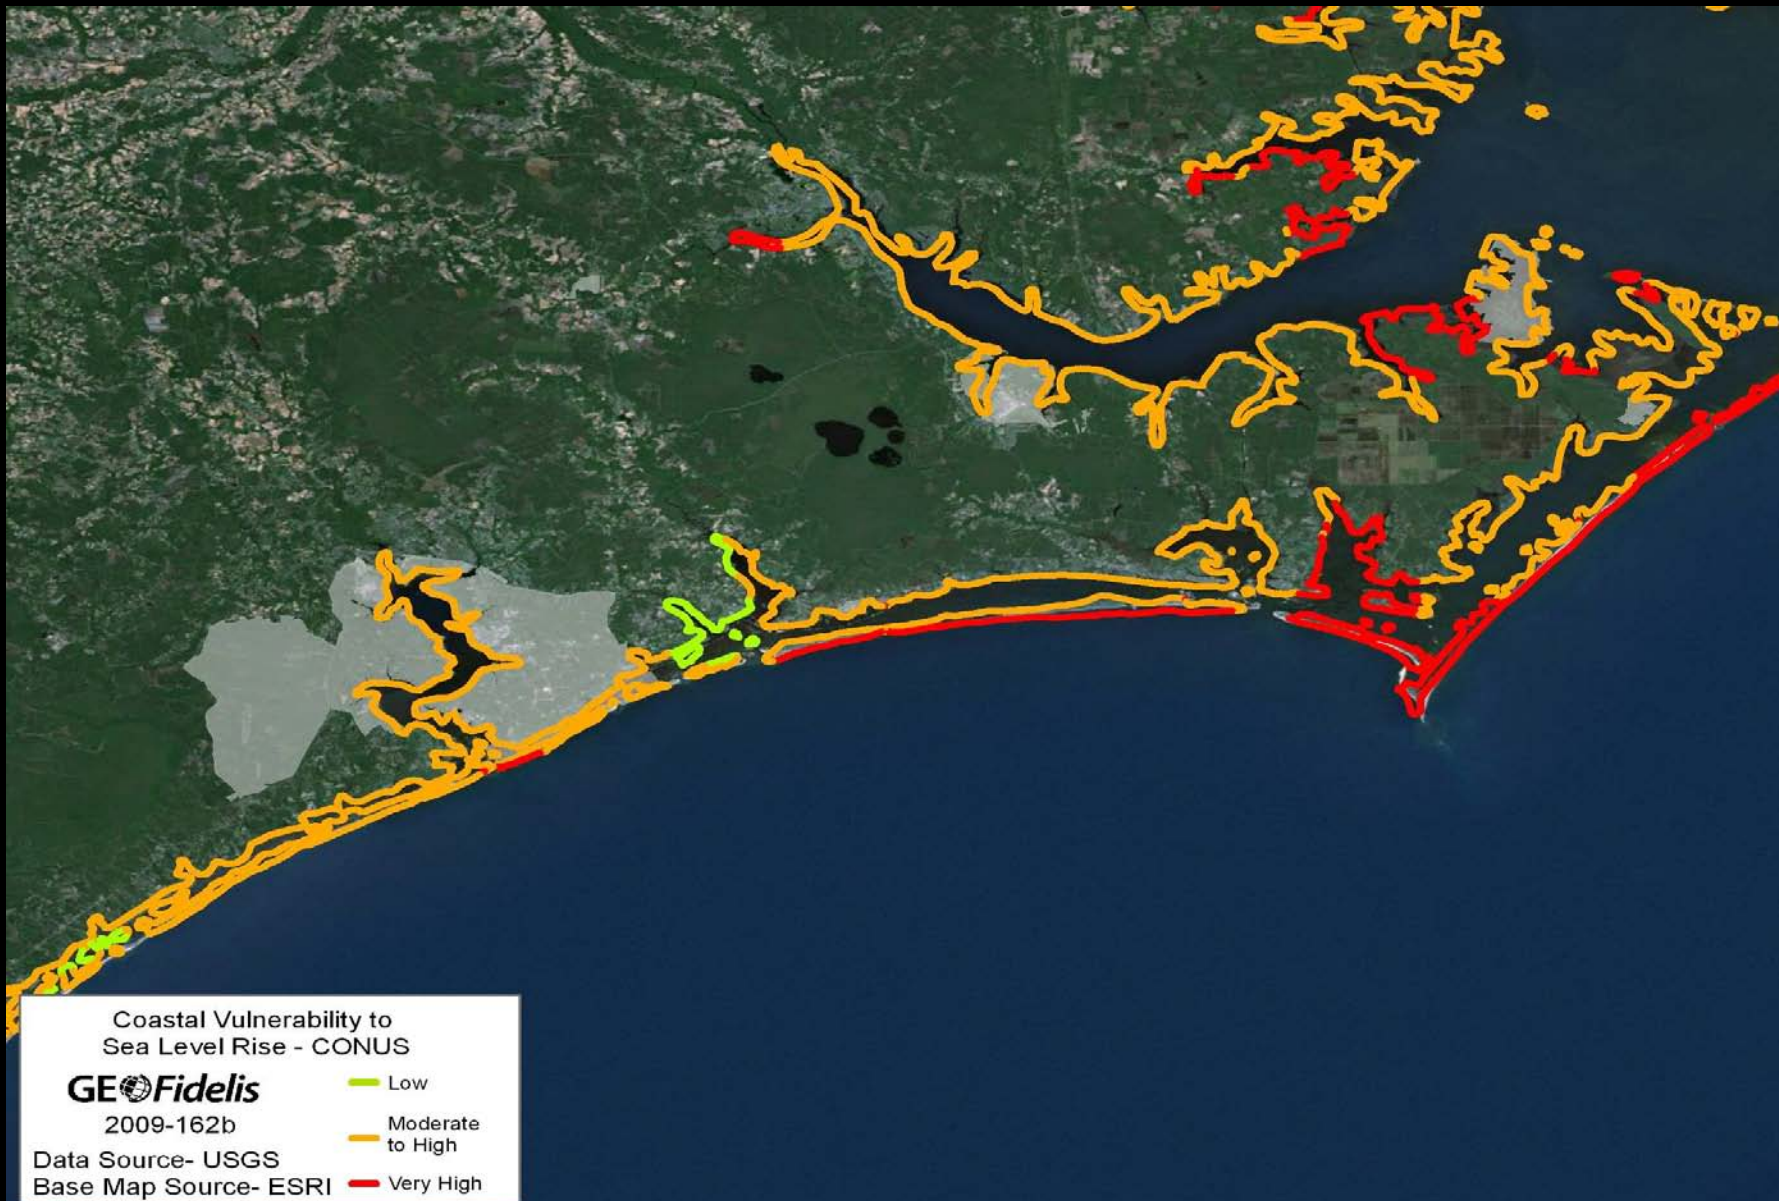 Coastal Vulnerability to
Sea Level Rise - CONUS
GEOFidelis
2009-162b
Data Source- USGS
Base Map Source- ESRI
Low
Moderate
to High
Very High